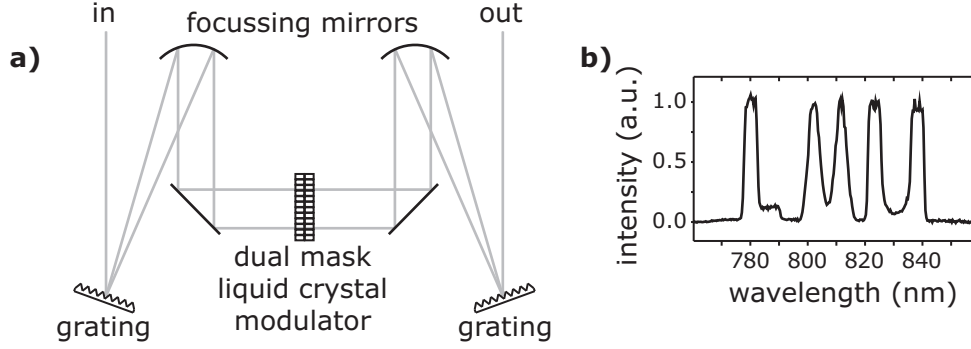 a)
in
focussing mirrors
out
dual mask
liquid crystal
modulator
grating
grating
b)
intensity (a.u.)
1.0
0.5
0.0
780 800 820 840
wavelength (nm)